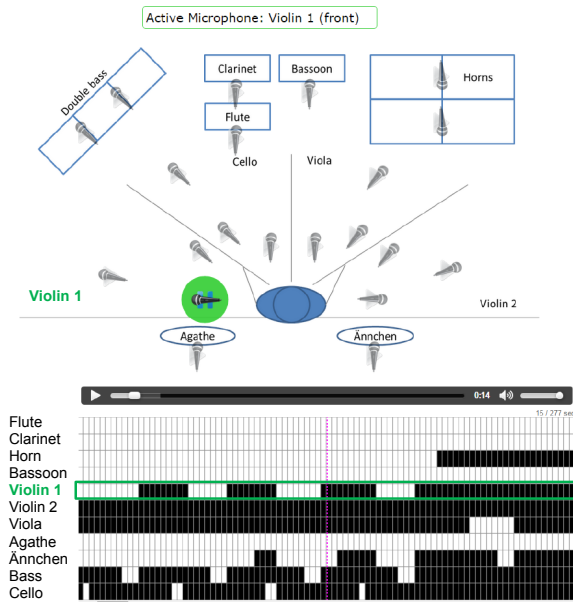 Active Microphone: Violin 1 (front)
Double bass
Clarinet
Bassoon
Horns
Flute
Cello
Viola
Violin 1
Violin 2
Agathe
Ännchen
0:14
15 / 277 sec
Flute
Clarinet
Horn
Bassoon
Violin 1
Violin 2
Viola
Agathe
Ännchen
Bass
Cello